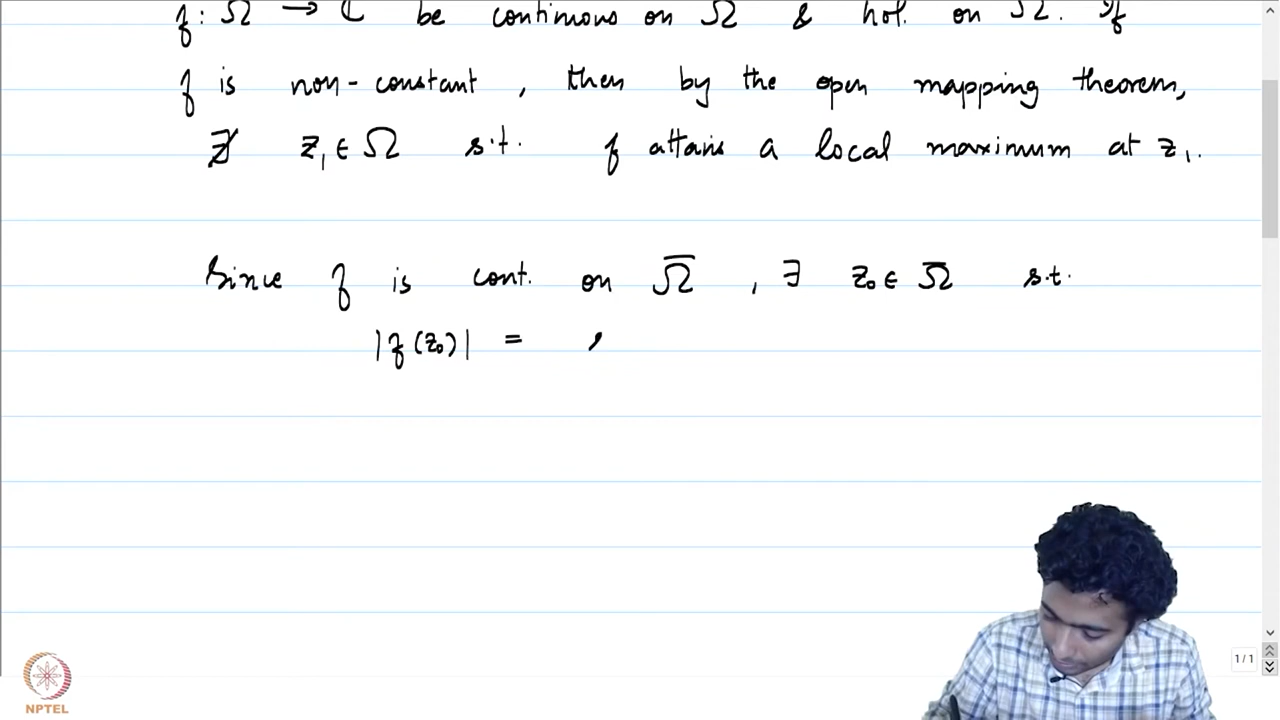 f : Ω → ℂ be continuous on Ω & hol. on Ω. If
f is non-constant, then by the open mapping theorem,
∄ z₁ ∈ Ω s.t. f attains a local maximum at z₁.
Since f is cont. on Ω̅, ∃ z₀ ∈ Ω̅ s.t.
|f(z₀)| =
1/1
NPTEL